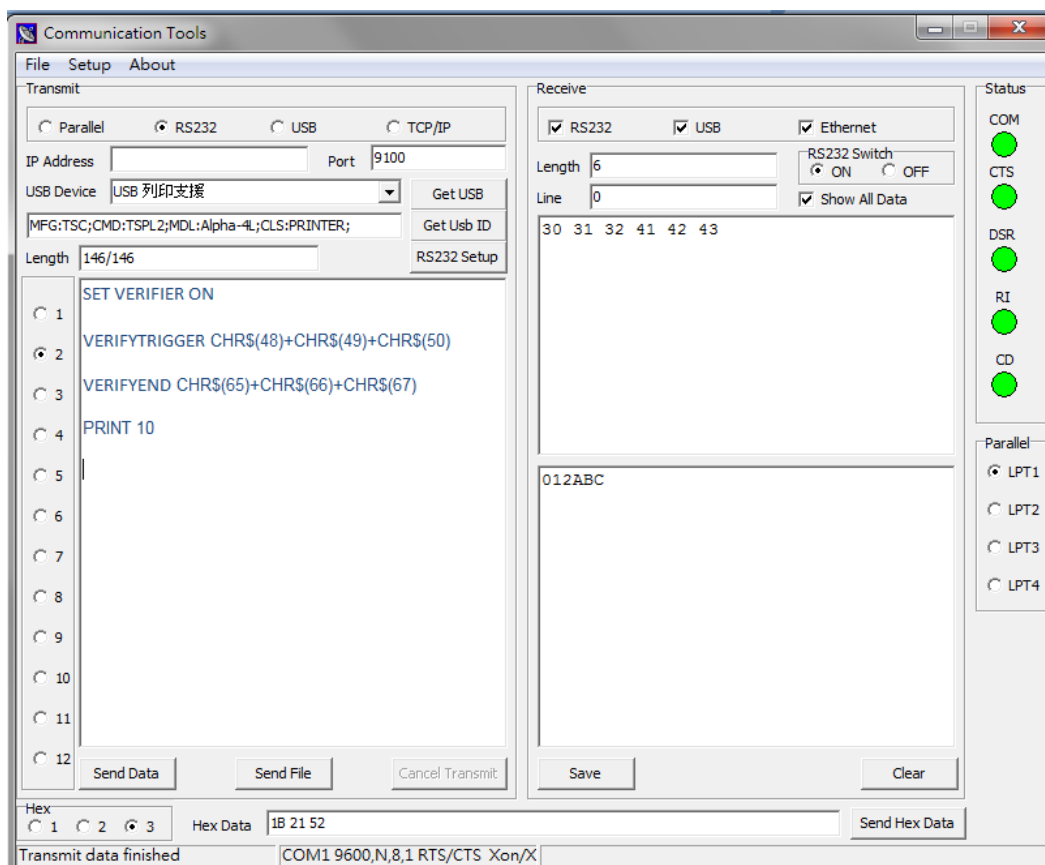 Communication Tools
File Setup About
Transmit
Parallel RS232 USB TCP/IP
IP Address Port 9100
USB Device USB 列印支援 Get USB
MFG:TSC;CMD:TSPL2;MDL:Alpha-4L;CLS:PRINTER; Get Usb ID
Length 146/146 RS232 Setup
1
2
3
4
5
6
7
8
9
10
11
12
SET VERIFIER ON
VERIFYTRIGGER CHR$(48)+CHR$(49)+CHR$(50)
VERIFYEND CHR$(65)+CHR$(66)+CHR$(67)
PRINT 10
Send Data Send File Cancel Transmit
Receive
RS232 USB Ethernet
Length 6
RS232 Switch
ON OFF
Line 0 Show All Data
30 31 32 41 42 43
012ABC
Save Clear
Status
COM
CTS
DSR
RI
CD
Parallel
LPT1
LPT2
LPT3
LPT4
Hex
1 2 3 Hex Data 1B 21 52 Send Hex Data
Transmit data finished COM1 9600,N,8,1 RTS/CTS Xon/X